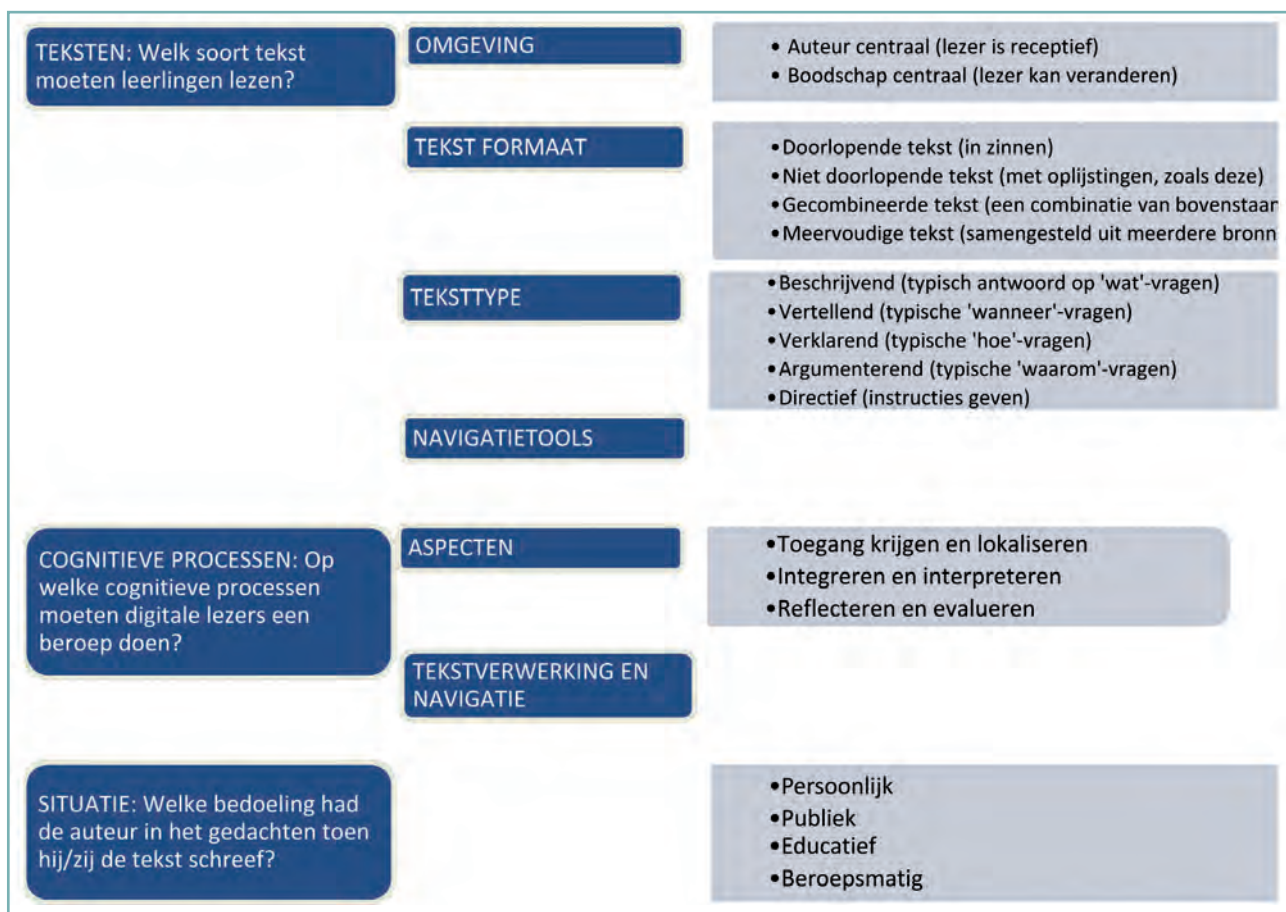 TEKSTEN: Welk soort tekst
moeten leerlingen lezen?
OMGEVING
• Auteur centraal (lezer is receptief)
• Boodschap centraal (lezer kan veranderen)
TEKST FORMAAT
•Doorlopende tekst (in zinnen)
•Niet doorlopende tekst (met oplijstingen, zoals deze)
•Gecombineerde tekst (een combinatie van bovenstaan
•Meervoudige tekst (samengesteld uit meerdere bronn
TEKSTTYPE
•Beschrijvend (typisch antwoord op 'wat'-vragen)
•Vertellend (typische 'wanneer'-vragen)
•Verklarend (typische 'hoe'-vragen)
•Argumenterend (typische 'waarom'-vragen)
•Directief (instructies geven)
NAVIGATIETOOLS
COGNITIEVE PROCESSEN: Op
welke cognitieve processen
moeten digitale lezers een
beroep doen?
ASPECTEN
•Toegang krijgen en lokaliseren
•Integreren en interpreteren
•Reflecteren en evalueren
TEKSTVERWERKING EN
NAVIGATIE
SITUATIE: Welke bedoeling had
de auteur in het gedachten toen
hij/zij de tekst schreef?
•Persoonlijk
•Publiek
•Educatief
•Beroepsmatig